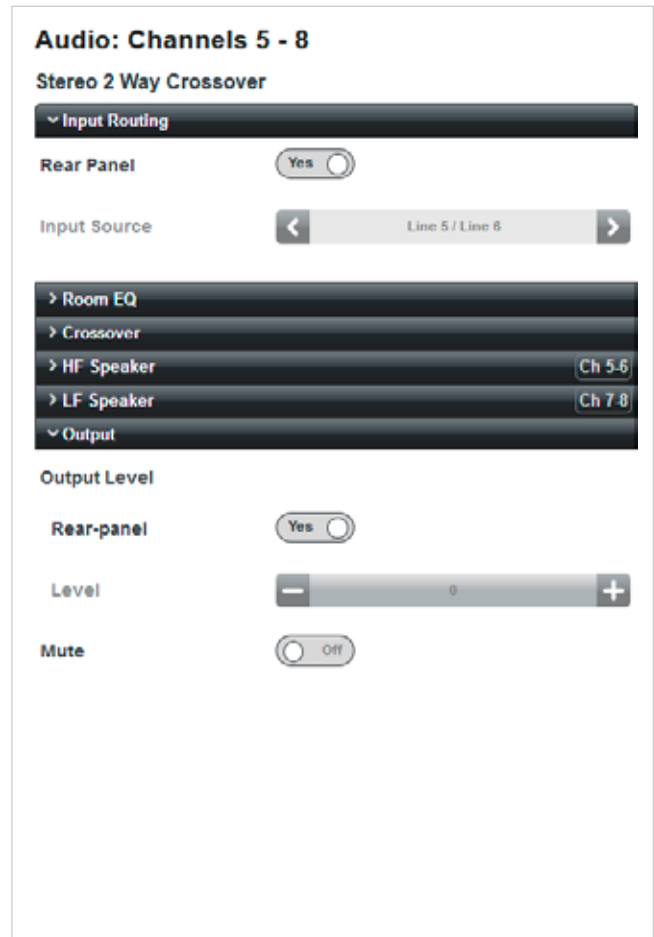 Audio: Channels 5 - 8
Stereo 2 Way Crossover
Input Routing
Rear Panel Yes
Input Source Line 5 / Line 6
Room EQ
Crossover
HF Speaker Ch 5-6
LF Speaker Ch 7-8
Output
Output Level
Rear-panel Yes
Level 0
Mute Off